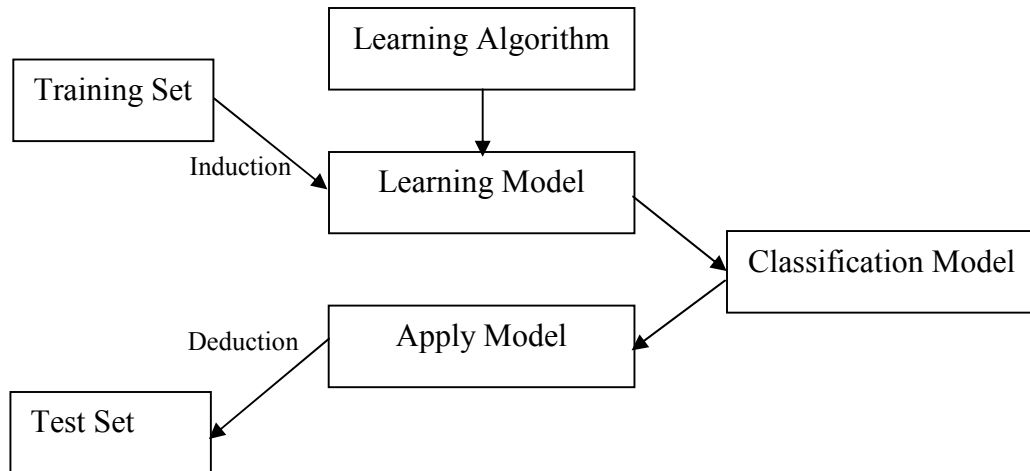 Learning Algorithm
Training Set
Induction
Learning Model
Classification Model
Apply Model
Deduction
Test Set